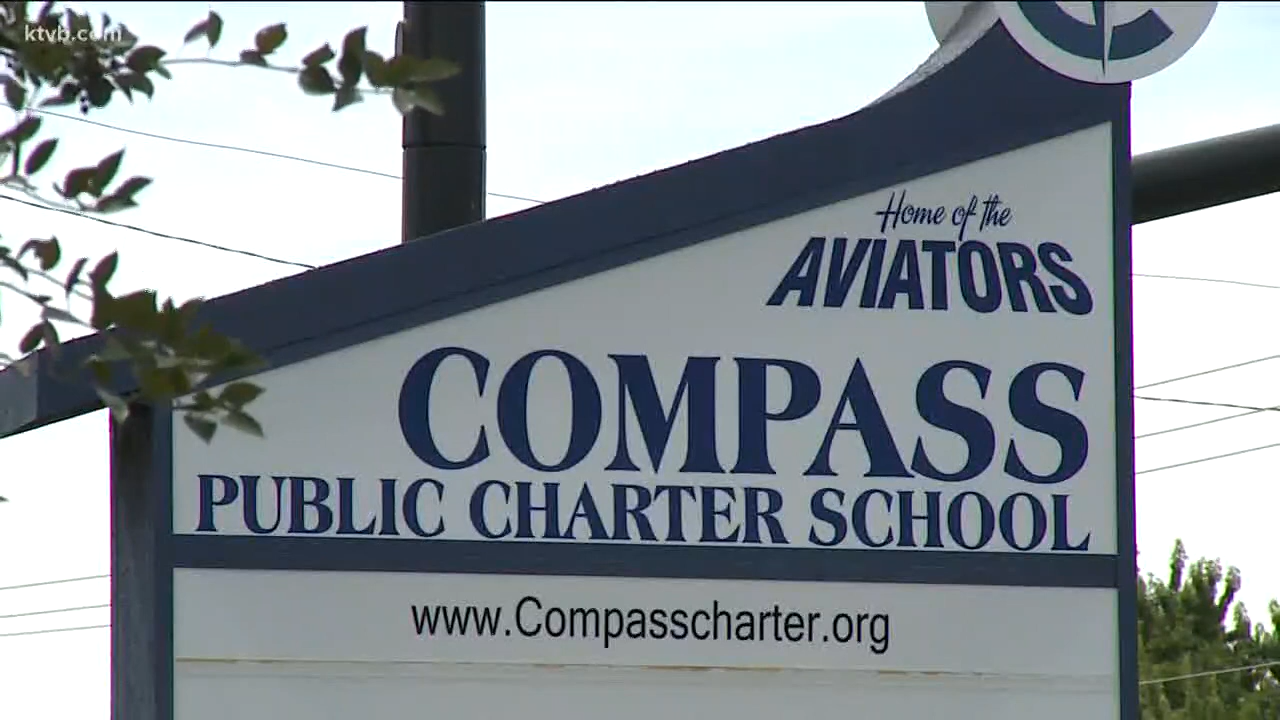 ktvb.com
Home of the
AVIATORS
COMPASS
PUBLIC CHARTER SCHOOL
www.Compasscharter.org